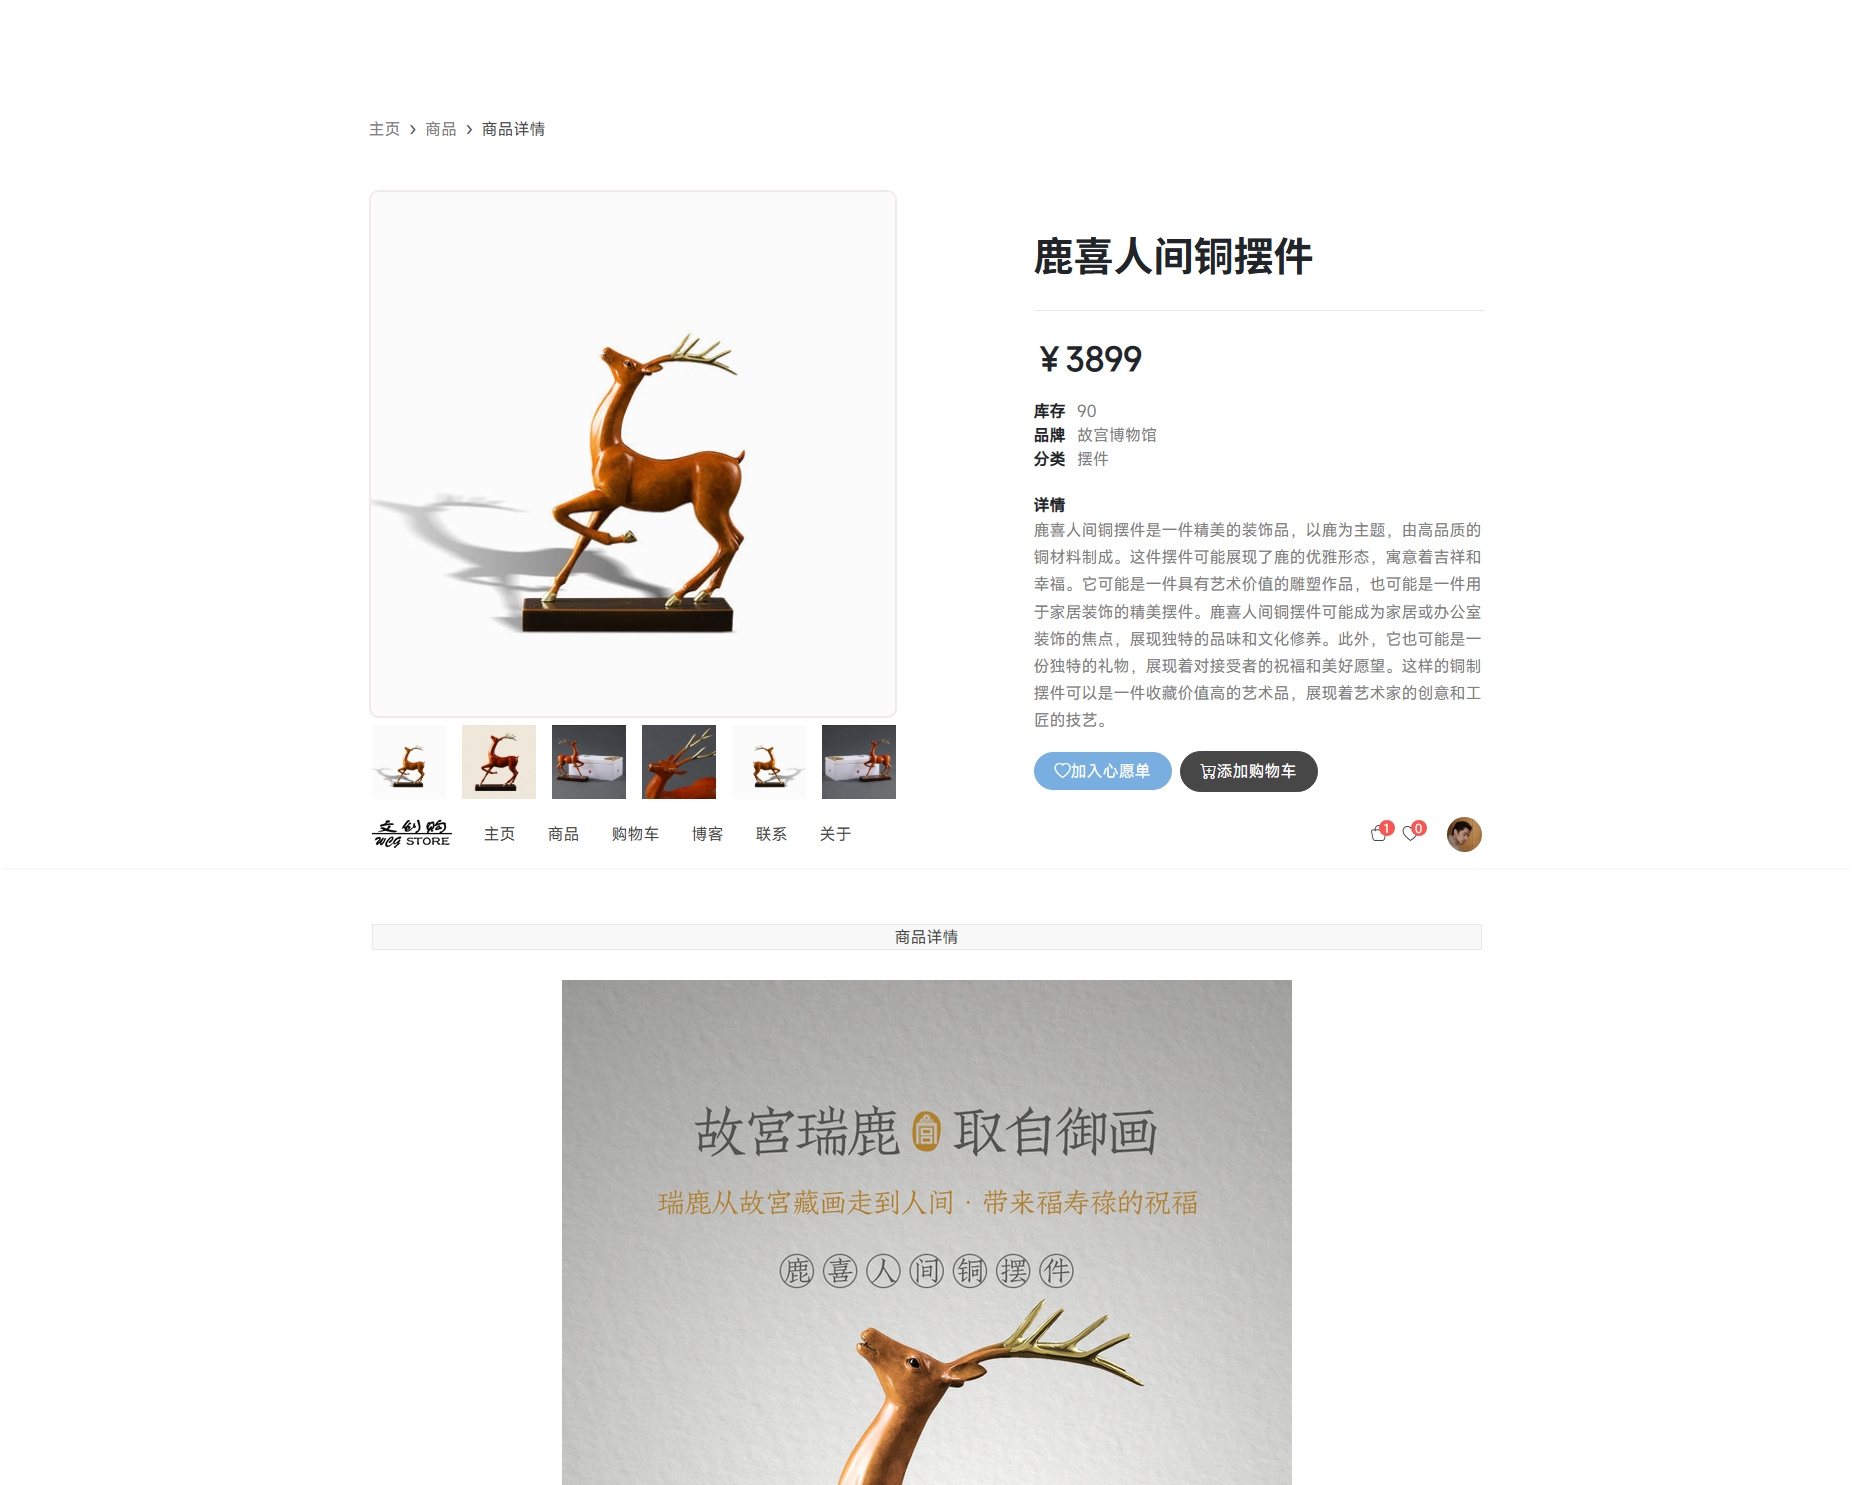 主页 › 商品 › 商品详情
鹿喜人间铜摆件
￥3899
库存 90
品牌 故宫博物馆
分类 摆件
详情
鹿喜人间铜摆件是一件精美的装饰品，以鹿为主题，由高品质的
铜材料制成。这件摆件可能展现了鹿的优雅形态，寓意着吉祥和
幸福。它可能是一件具有艺术价值的雕塑作品，也可能是一件用
于家居装饰的精美摆件。鹿喜人间铜摆件可能成为家居或办公室
装饰的焦点，展现独特的品味和文化修养。此外，它也可能是一
份独特的礼物，展现着对接受者的祝福和美好愿望。这样的铜制
摆件可以是一件收藏价值高的艺术品，展现着艺术家的创意和工
匠的技艺。
加入心愿单 添加购物车
文创购
WCG STORE
主页 商品 购物车 博客 联系 关于 1 0
商品详情
故宫瑞鹿 宫 取自御画
瑞鹿从故宫藏画走到人间 · 带来福寿禄的祝福
鹿喜人间铜摆件